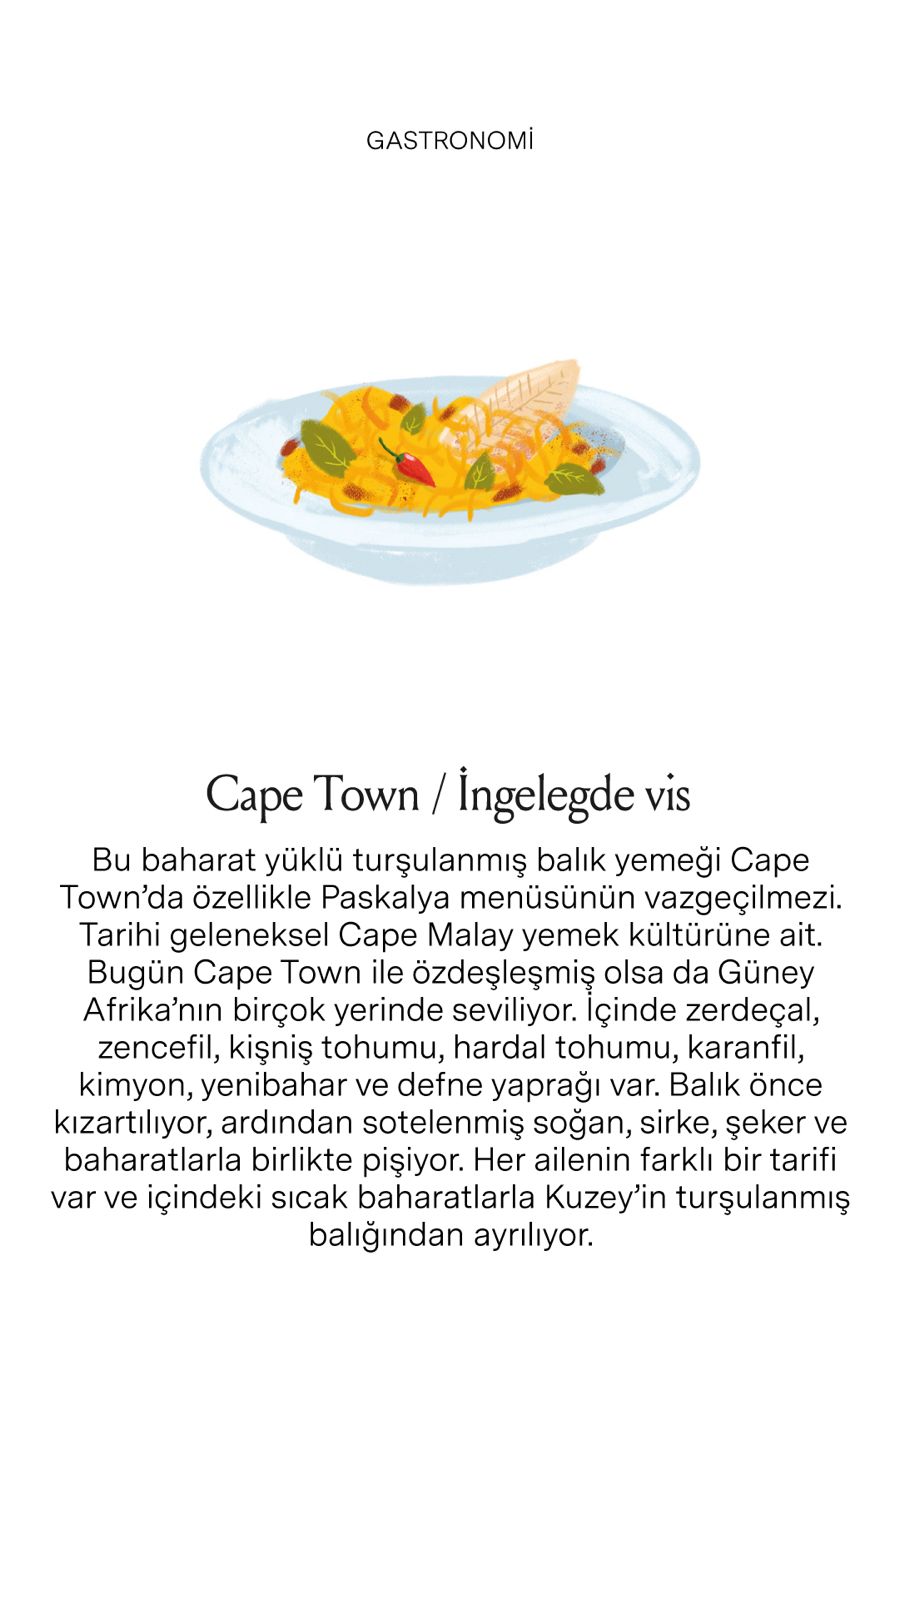 GASTRONOMİ
Cape Town / İngelegde vis
Bu baharat yüklü turşulanmış balık yemeği Cape
Town’da özellikle Paskalya menüsünün vazgeçilmezi.
Tarihi geleneksel Cape Malay yemek kültürüne ait.
Bugün Cape Town ile özdeşleşmiş olsa da Güney
Afrika’nın birçok yerinde seviliyor. İçinde zerdeçal,
zencefil, kişniş tohumu, hardal tohumu, karanfil,
kimyon, yenibahar ve defne yaprağı var. Balık önce
kızartılıyor, ardından sotelenmiş soğan, sirke, şeker ve
baharatlarla birlikte pişiyor. Her ailenin farklı bir tarifi
var ve içindeki sıcak baharatlarla Kuzey’in turşulanmış
balığından ayrılıyor.